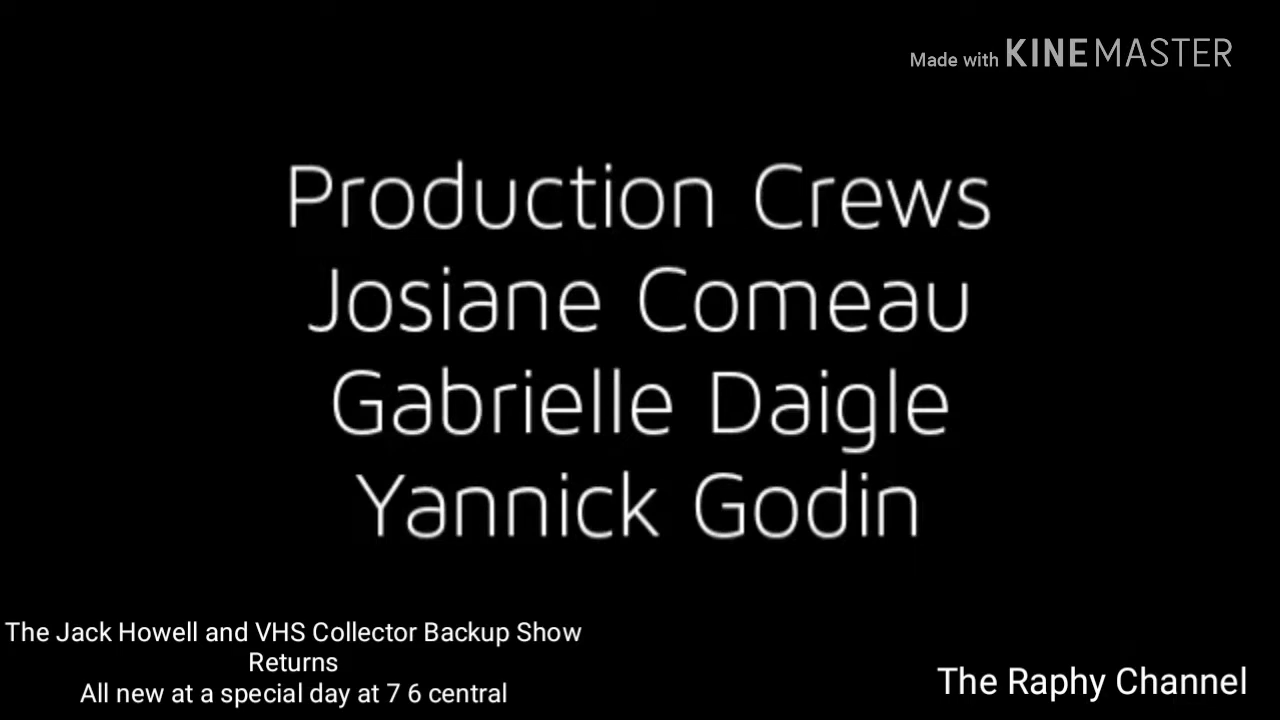 Made with KINEMASTER
Production Crews
Josiane Comeau
Gabrielle Daigle
Yannick Godin
The Jack Howell and VHS Collector Backup Show
Returns
All new at a special day at 7 6 central
The Raphy Channel